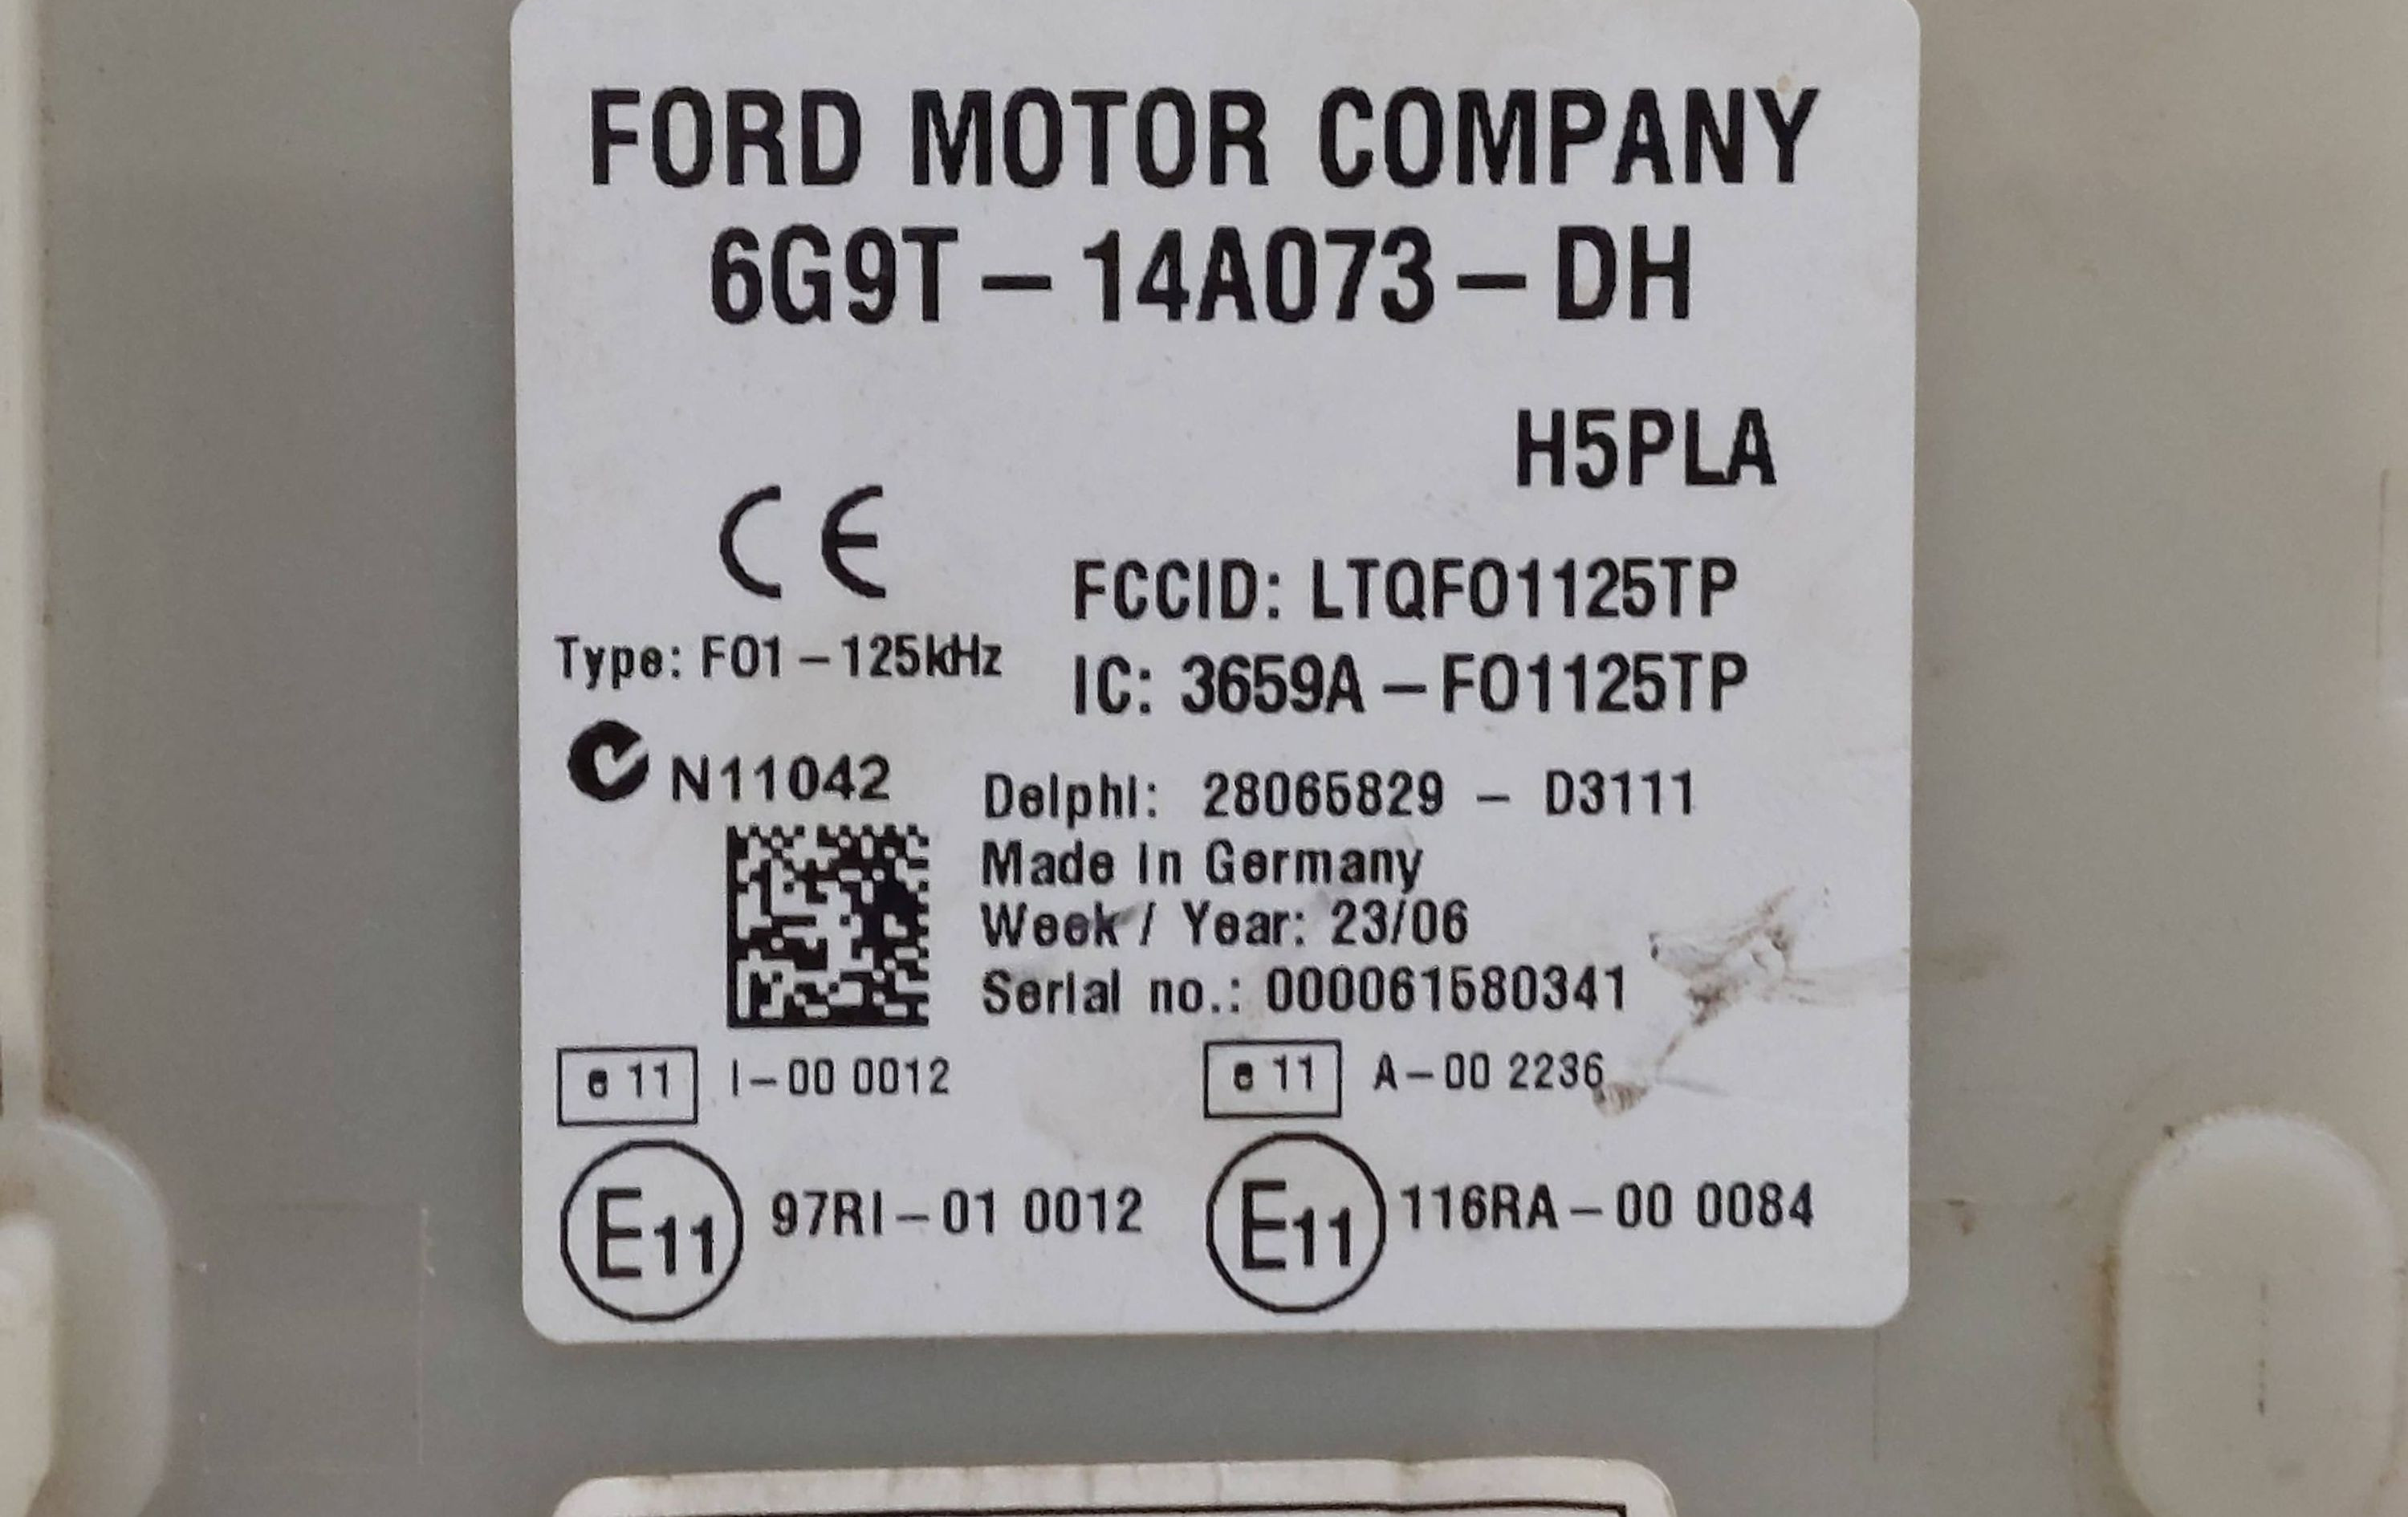 FORD MOTOR COMPANY
6G9T-14A073-DH
H5PLA
CE
FCCID: LTQFO1125TP
Type: FO1-125kHz
IC: 3659A-FO1125TP
N11042
Delphi: 28065829 - D3111
Made in Germany
Week / Year: 23/06
Serial no.: 000061580341
e 11 I-00 0012
e 11 A-00 2236
E11 97RI-01 0012
E11 116RA-00 0084